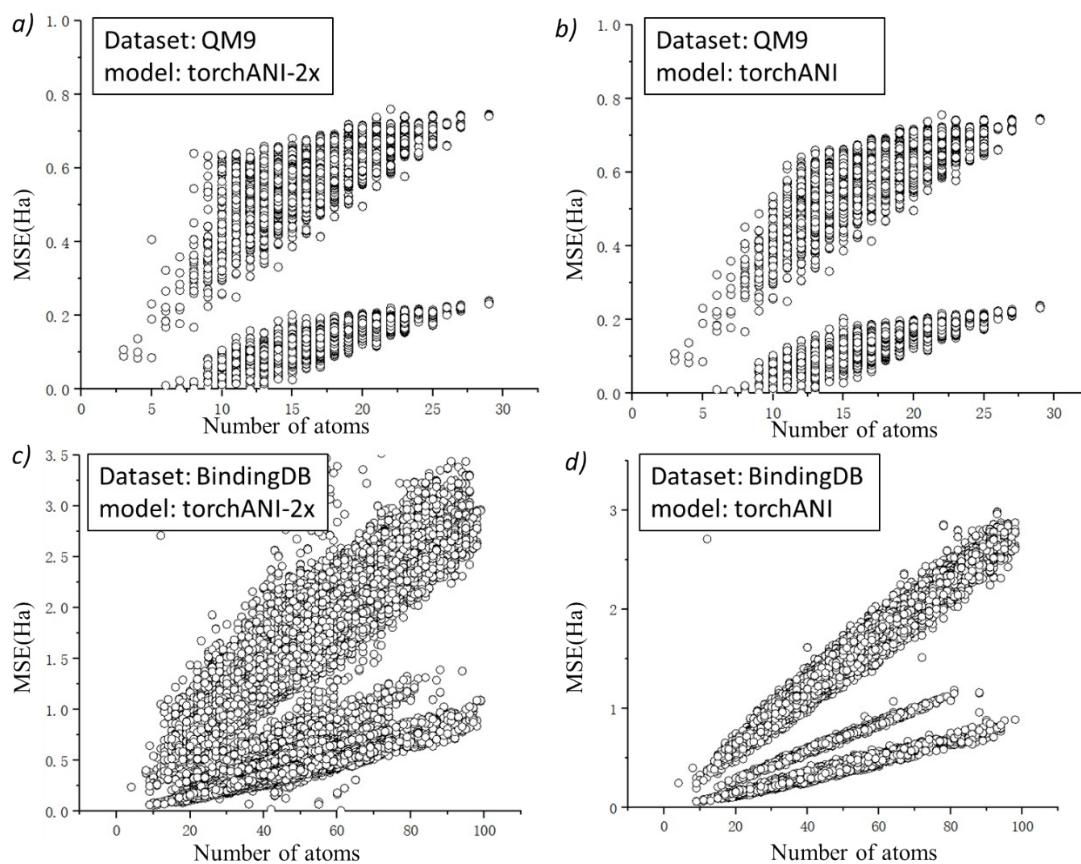 a)
Dataset: QM9
model: torchANI-2x
MSE(Ha)
1.0
0.8
0.6
0.4
0.2
0.0
0 5 10 15 20 25 30
Number of atoms
b)
Dataset: QM9
model: torchANI
MSE(Ha)
1.0
0.8
0.6
0.4
0.2
0.0
0 5 10 15 20 25 30
Number of atoms
c)
Dataset: BindingDB
model: torchANI-2x
MSE(Ha)
3.5
3.0
2.5
2.0
1.5
1.0
0.5
0.0
0 20 40 60 80 100
Number of atoms
d)
Dataset: BindingDB
model: torchANI
MSE(Ha)
3
2
1
0
0 20 40 60 80 100
Number of atoms